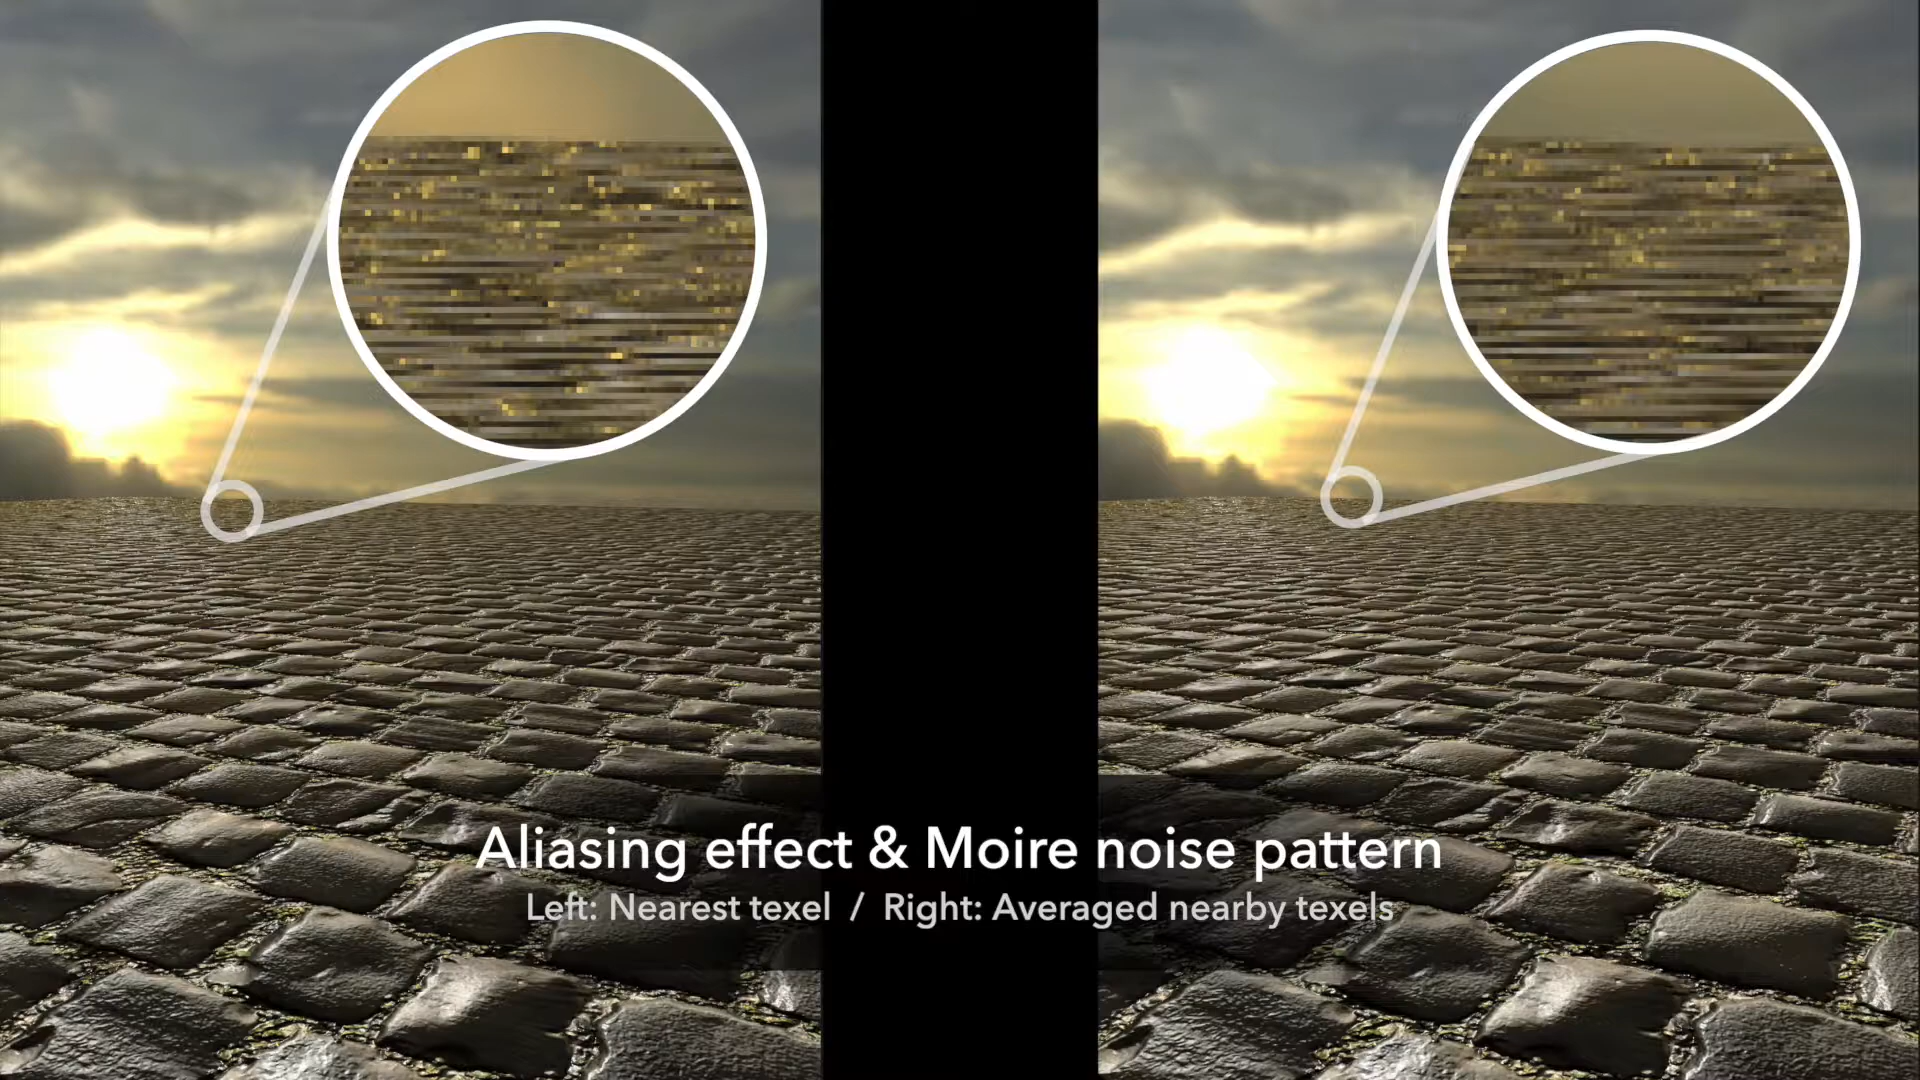 Aliasing effect & Moire noise pattern
Left: Nearest texel / Right: Averaged nearby texels